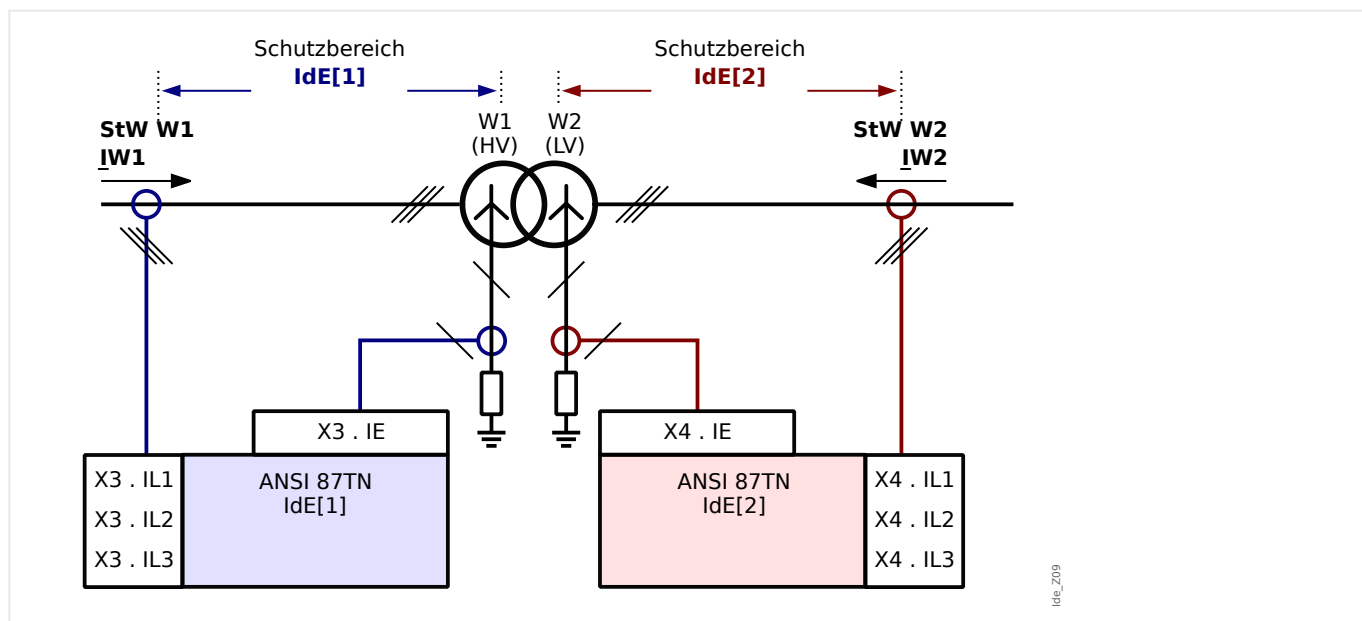 Schutzbereich
IdE[1]
Schutzbereich
IdE[2]
StW W1
IW1
W1
(HV)
W2
(LV)
StW W2
IW2
X3 . IE
X4 . IE
X3 . IL1
X3 . IL2
X3 . IL3
ANSI 87TN
IdE[1]
ANSI 87TN
IdE[2]
X4 . IL1
X4 . IL2
X4 . IL3
Ide_Z09